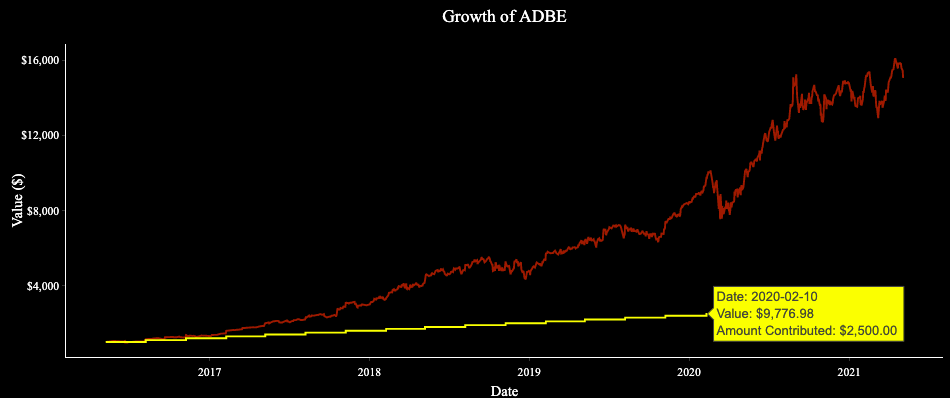 Growth of ADBE
$16,000
$12,000
$8,000
$4,000
Value ($)
Date: 2020-02-10
Value: $9,776.98
Amount Contributed: $2,500.00
2017
2018
2019
2020
2021
Date